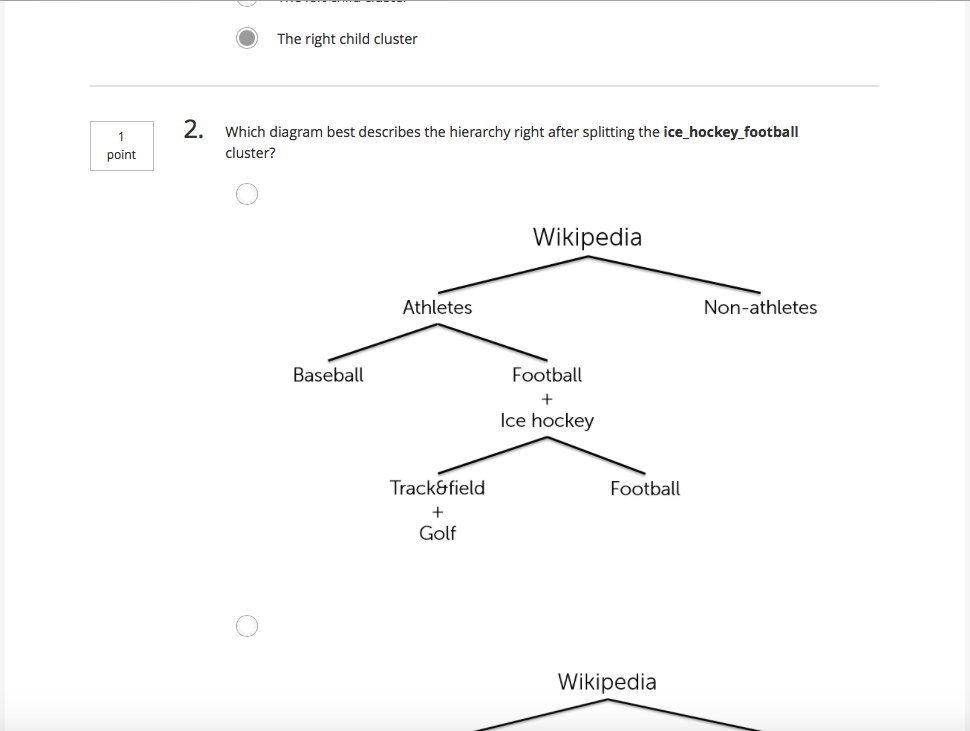 The right child cluster
1
point
2.
Which diagram best describes the hierarchy right after splitting the ice_hockey_football
cluster?
Wikipedia
Athletes
Non-athletes
Baseball
Football
+
Ice hockey
Track&field
+
Golf
Football
Wikipedia